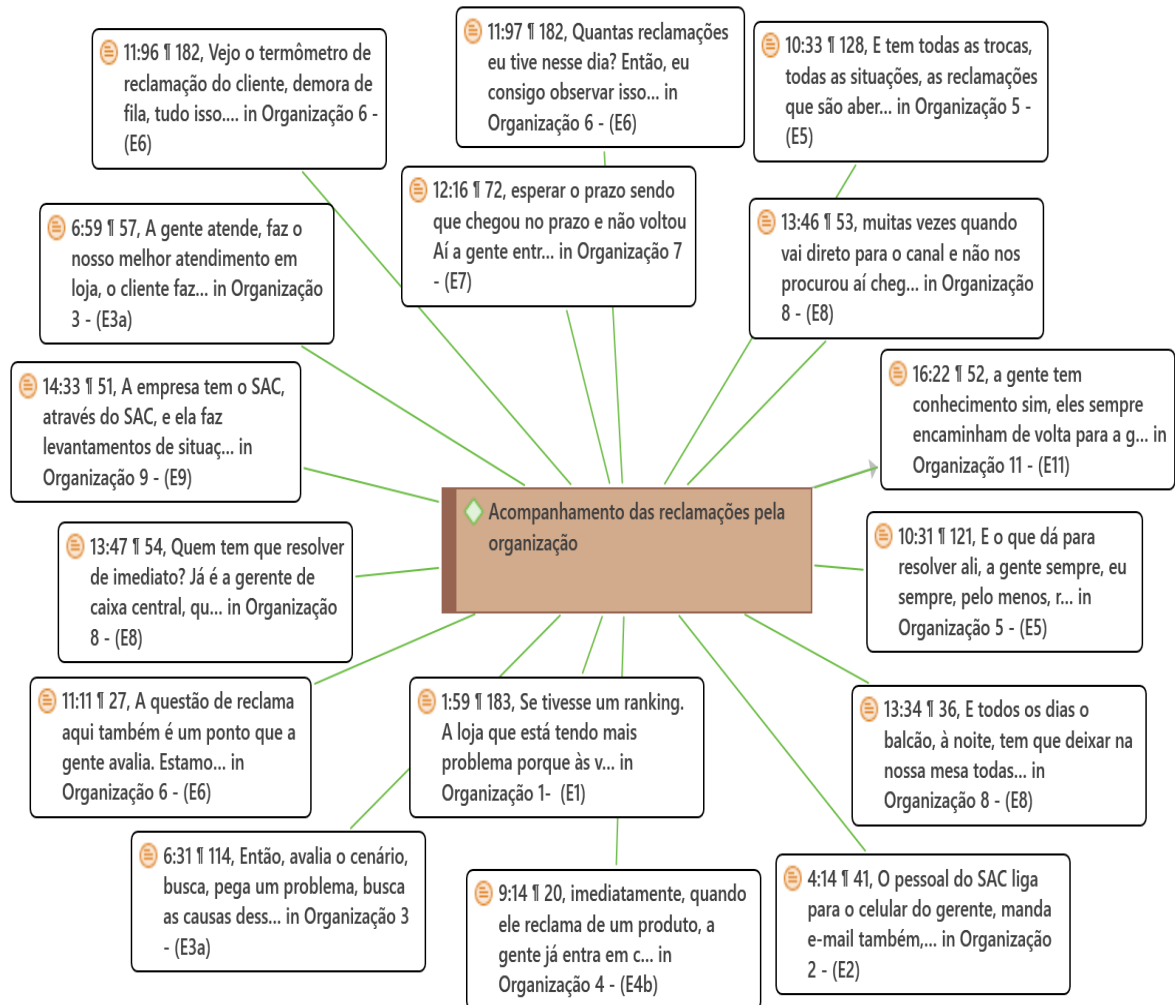 11:96 ¶ 182, Vejo o termômetro de
reclamação do cliente, demora de
fila, tudo isso.... in Organização 6 -
(E6)
11:97 ¶ 182, Quantas reclamações
eu tive nesse dia? Então, eu
consigo observar isso... in
Organização 6 - (E6)
10:33 ¶ 128, E tem todas as trocas,
todas as situações, as reclamações
que são aber... in Organização 5 -
(E5)
6:59 ¶ 57, A gente atende, faz o
nosso melhor atendimento em
loja, o cliente faz... in Organização
3 - (E3a)
12:16 ¶ 72, esperar o prazo sendo
que chegou no prazo e não voltou
Aí a gente entr... in Organização 7
- (E7)
13:46 ¶ 53, muitas vezes quando
vai direto para o canal e não nos
procurou aí cheg... in Organização
8 - (E8)
14:33 ¶ 51, A empresa tem o SAC,
através do SAC, e ela faz
levantamentos de situaç... in
Organização 9 - (E9)
16:22 ¶ 52, a gente tem
conhecimento sim, eles sempre
encaminham de volta para a g... in
Organização 11 - (E11)
Acompanhamento das reclamações pela
organização
13:47 ¶ 54, Quem tem que resolver
de imediato? Já é a gerente de
caixa central, qu... in Organização
8 - (E8)
10:31 ¶ 121, E o que dá para
resolver ali, a gente sempre, eu
sempre, pelo menos, r... in
Organização 5 - (E5)
11:11 ¶ 27, A questão de reclama
aqui também é um ponto que a
gente avalia. Estamo... in
Organização 6 - (E6)
1:59 ¶ 183, Se tivesse um ranking.
A loja que está tendo mais
problema porque às v... in
Organização 1- (E1)
13:34 ¶ 36, E todos os dias o
balcão, à noite, tem que deixar na
nossa mesa todas... in
Organização 8 - (E8)
6:31 ¶ 114, Então, avalia o cenário,
busca, pega um problema, busca
as causas dess... in Organização 3
- (E3a)
9:14 ¶ 20, imediatamente, quando
ele reclama de um produto, a
gente já entra em c... in
Organização 4 - (E4b)
4:14 ¶ 41, O pessoal do SAC liga
para o celular do gerente, manda
e-mail também,... in Organização
2 - (E2)